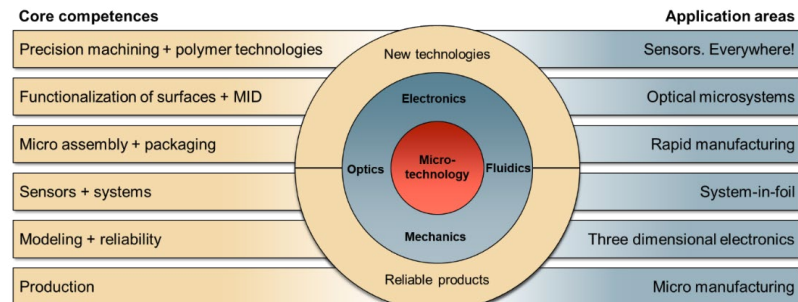 Core competences
Application areas
Precision machining + polymer technologies
Functionalization of surfaces + MID
Micro assembly + packaging
Sensors + systems
Modeling + reliability
Production
New technologies
Electronics
Optics
Micro-
technology
Fluidics
Mechanics
Reliable products
Sensors. Everywhere!
Optical microsystems
Rapid manufacturing
System-in-foil
Three dimensional electronics
Micro manufacturing